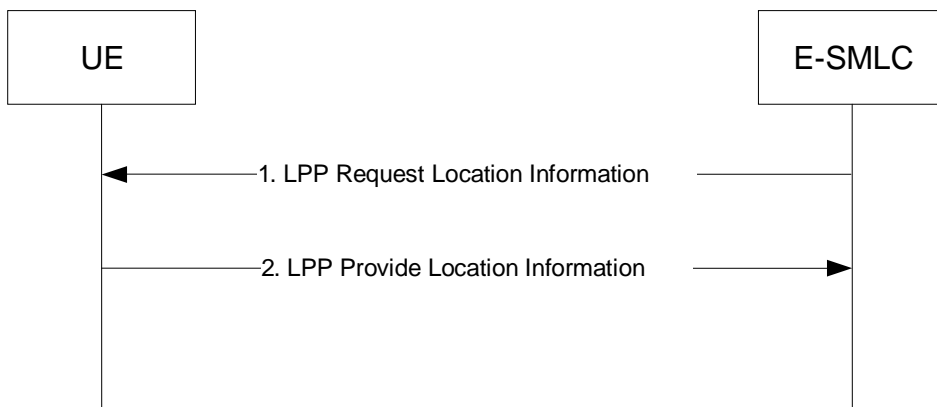 UE
E-SMLC
1. LPP Request Location Information
2. LPP Provide Location Information